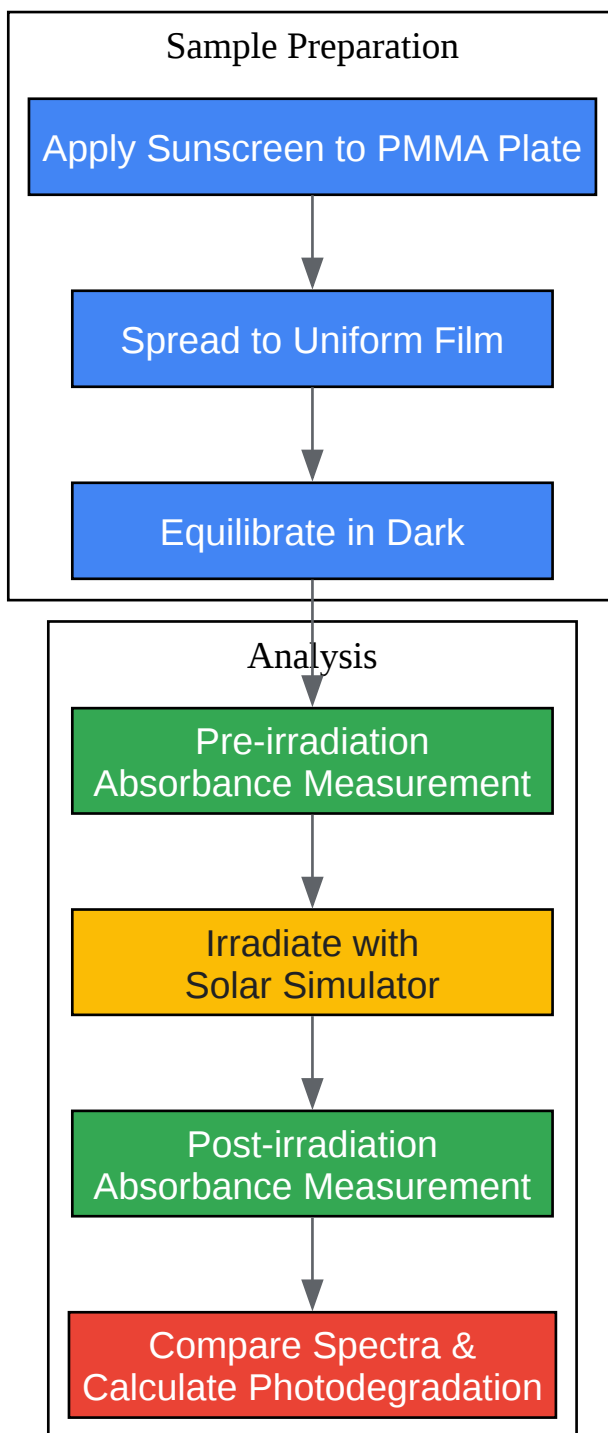 Sample Preparation
Apply Sunscreen to PMMA Plate
Spread to Uniform Film
Equilibrate in Dark
Analysis
Pre-irradiation
Absorbance Measurement
Irradiate with
Solar Simulator
Post-irradiation
Absorbance Measurement
Compare Spectra &
Calculate Photodegradation